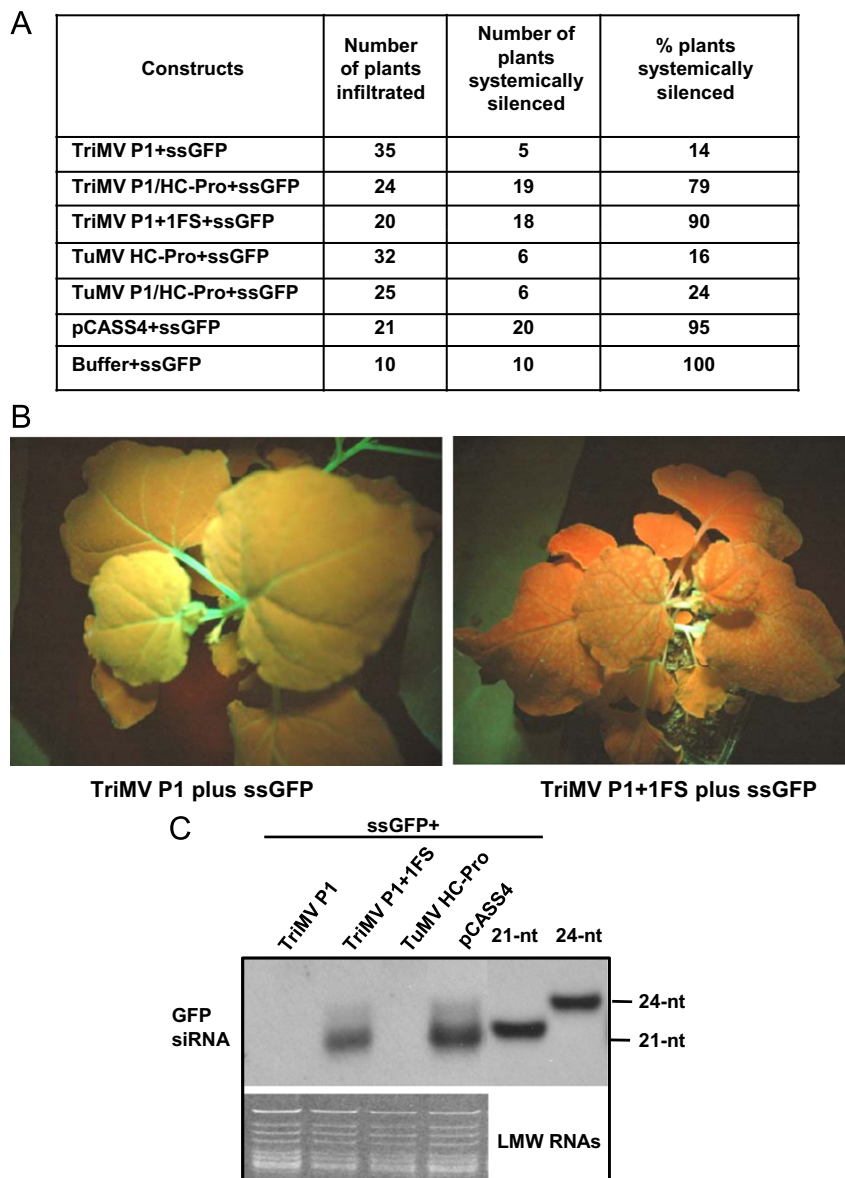 A
Constructs
Number of plants infiltrated
Number of plants systemically silenced
% plants systemically silenced
TriMV P1+ssGFP 35 5 14
TriMV P1/HC-Pro+ssGFP 24 19 79
TriMV P1+1FS+ssGFP 20 18 90
TuMV HC-Pro+ssGFP 32 6 16
TuMV P1/HC-Pro+ssGFP 25 6 24
pCASS4+ssGFP 21 20 95
Buffer+ssGFP 10 10 100
B
TriMV P1 plus ssGFP
TriMV P1+1FS plus ssGFP
C
ssGFP+
TriMV P1
TriMV P1+1FS
TuMV HC-Pro
pCASS4
21-nt
24-nt
GFP
siRNA
24-nt
21-nt
LMW RNAs